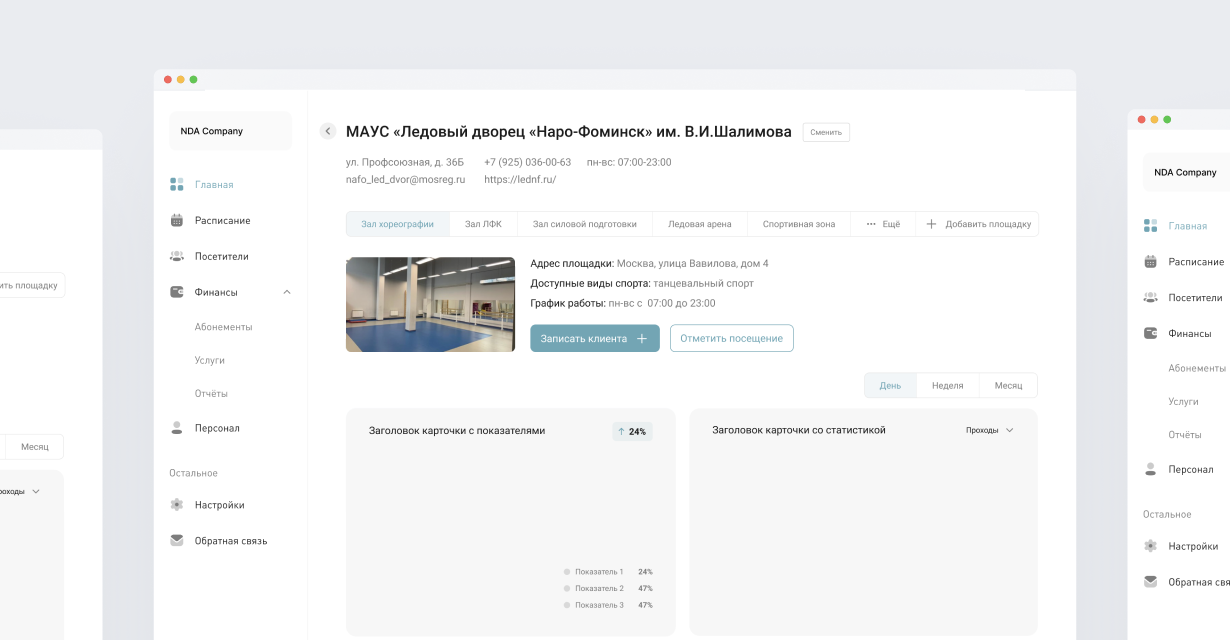 NDA Company
Главная
Расписание
Посетители
Финансы
Абонементы
Услуги
Отчёты
Персонал
Остальное
Настройки
Обратная связь
МАУС «Ледовый дворец «Наро-Фоминск» им. В.И.Шалимова
Сменить
ул. Профсоюзная, д. 36Б +7 (925) 036-00-63 пн-вс: 07:00-23:00
nafo_led_dvor@mosreg.ru https://lednf.ru/
Зал хореографии Зал ЛФК Зал силовой подготовки Ледовая арена Спортивная зона ··· Ещё + Добавить площадку
Адрес площадки: Москва, улица Вавилова, дом 4
Доступные виды спорта: танцевальный спорт
График работы: пн-вс с 07:00 до 23:00
Записать клиента + Отметить посещение
День Неделя Месяц
Заголовок карточки с показателями ↑ 24%
Показатель 1 24%
Показатель 2 47%
Показатель 3 47%
Заголовок карточки со статистикой Проходы
ить площадку
Месяц
роходы
NDA Company
Главная
Расписание
Посетители
Финансы
Абонементы
Услуги
Отчёты
Персонал
Остальное
Настройки
Обратная свя